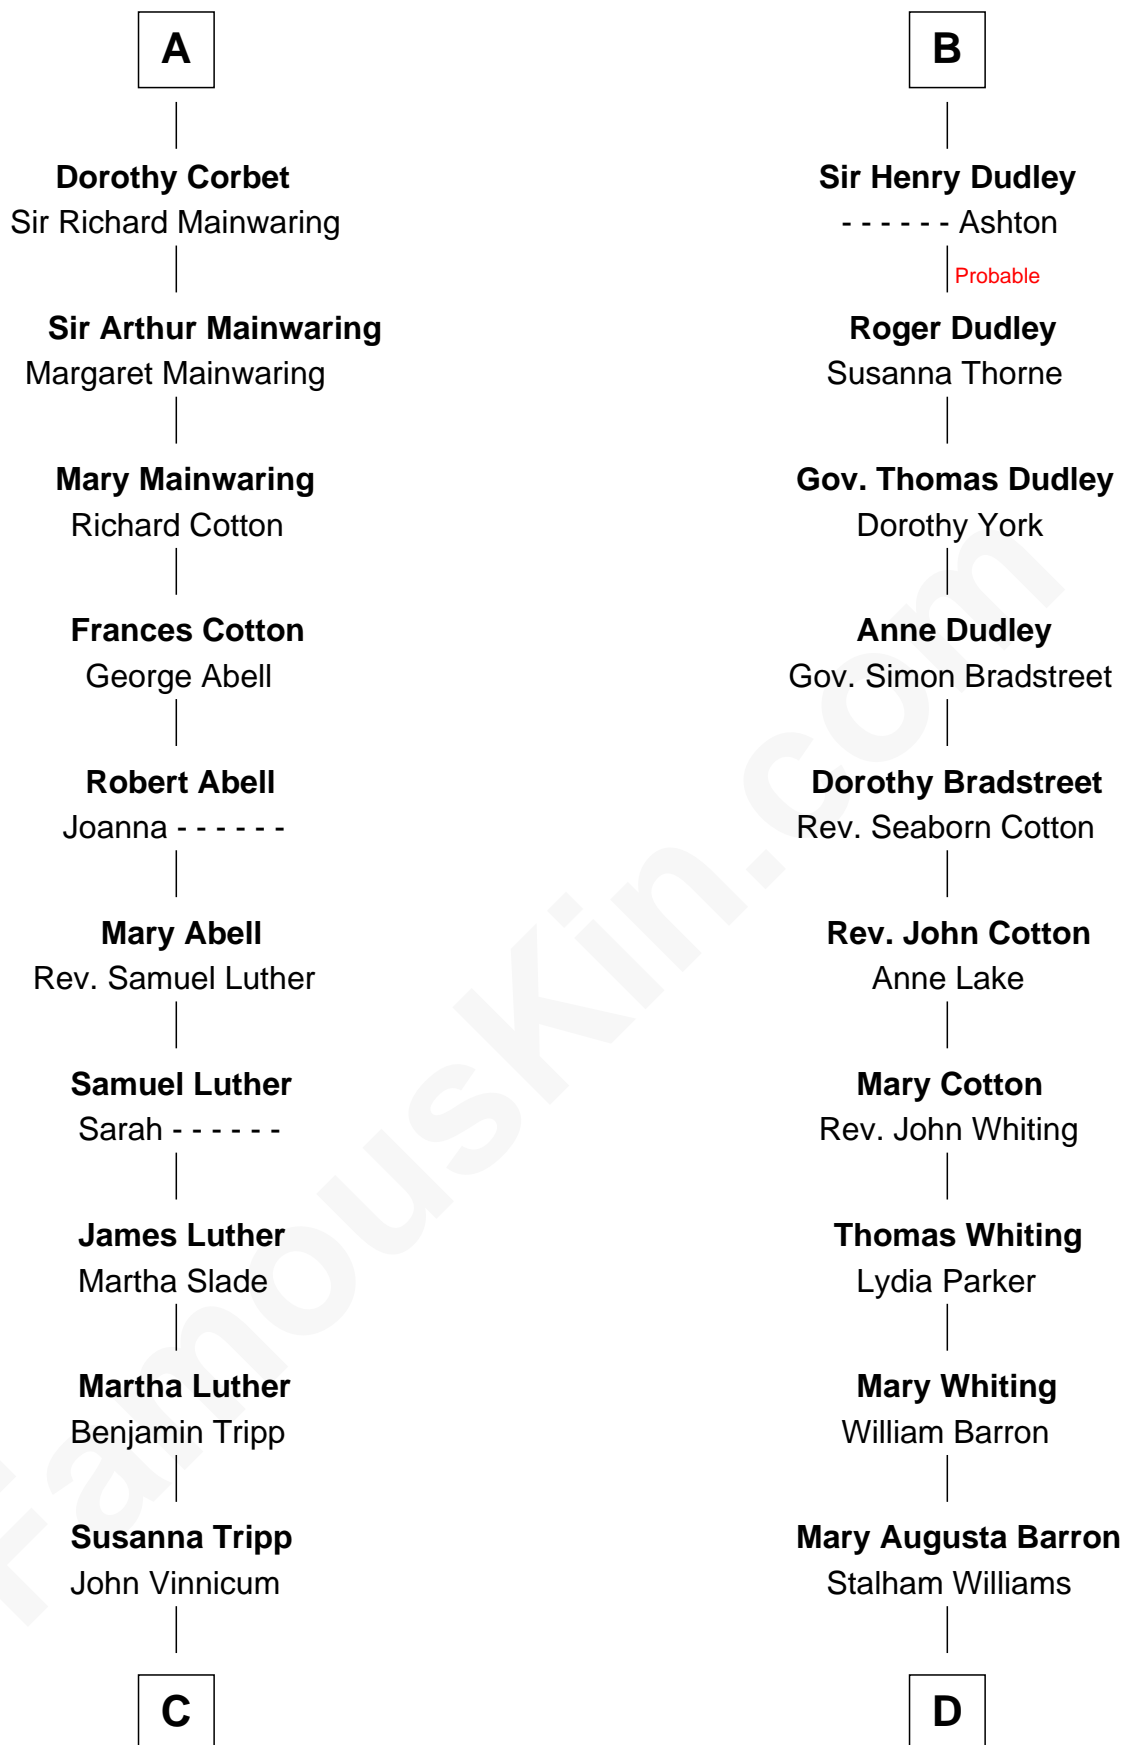 A
Dorothy Corbet
Sir Richard Mainwaring
Sir Arthur Mainwaring
Margaret Mainwaring
Mary Mainwaring
Richard Cotton
Frances Cotton
George Abell
Robert Abell
Joanna - - - - - -
Mary Abell
Rev. Samuel Luther
Samuel Luther
Sarah - - - - - -
James Luther
Martha Slade
Martha Luther
Benjamin Tripp
Susanna Tripp
John Vinnicum
C
B
Sir Henry Dudley
- - - - - - Ashton
Probable
Roger Dudley
Susanna Thorne
Gov. Thomas Dudley
Dorothy York
Anne Dudley
Gov. Simon Bradstreet
Dorothy Bradstreet
Rev. Seaborn Cotton
Rev. John Cotton
Anne Lake
Mary Cotton
Rev. John Whiting
Thomas Whiting
Lydia Parker
Mary Whiting
William Barron
Mary Augusta Barron
Stalham Williams
D
FamousKin.com